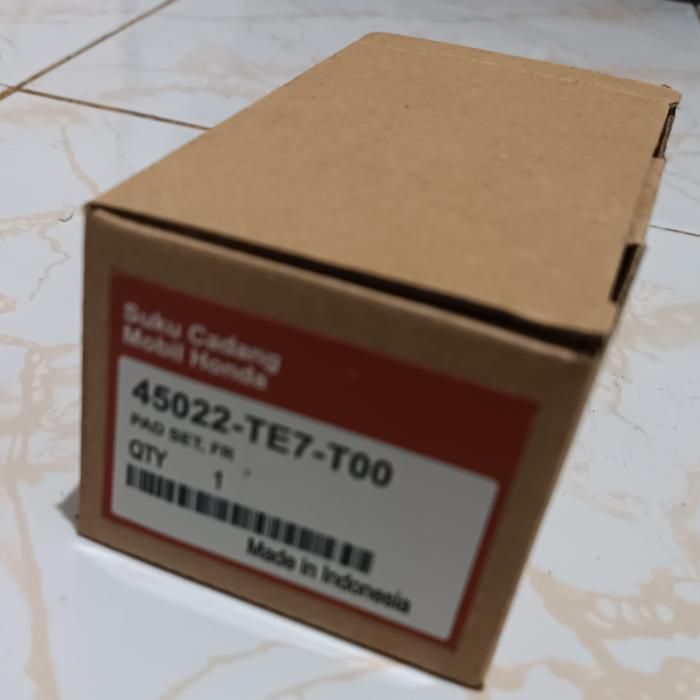 Suku Cadang
Mobil Honda
45022-TE7-T00
PAD SET, FR
QTY 1
Made in Indonesia